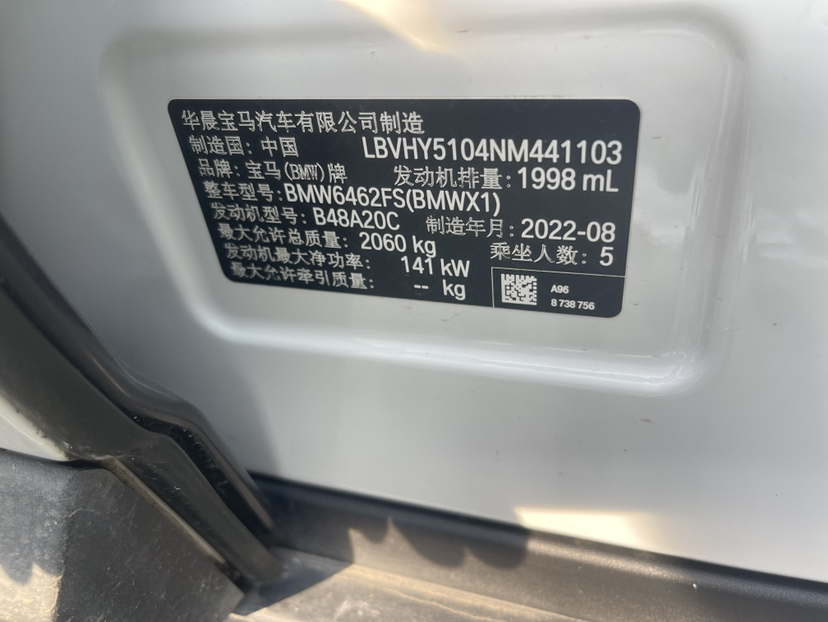 华晨宝马汽车有限公司制造
制造国: 中国 LBVHY5104NM441103
品牌: 宝马(BMW)牌 发动机排量: 1998 mL
整车型号: BMW6462FS(BMWX1)
发动机型号: B48A20C 制造年月: 2022-08
最大允许总质量: 2060 kg 乘坐人数: 5
发动机最大净功率: 141 kW
最大允许牵引质量: -- kg
A96
8 738 756